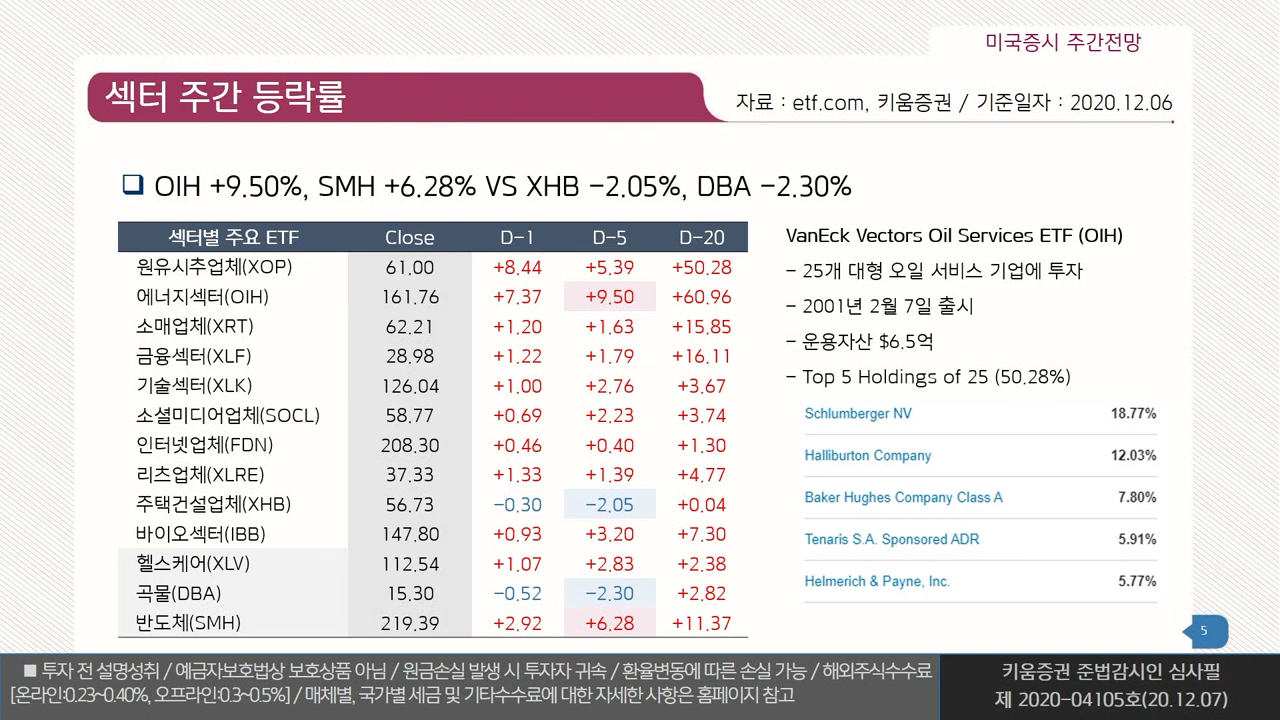 미국증시 주간전망
섹터 주간 등락률
자료 : etf.com, 키움증권 / 기준일자 : 2020.12.06
❑ OIH +9.50%, SMH +6.28% VS XHB -2.05%, DBA -2.30%
섹터별 주요 ETF Close D-1 D-5 D-20
원유시추업체(XOP) 61.00 +8.44 +5.39 +50.28
에너지섹터(OIH) 161.76 +7.37 +9.50 +60.96
소매업체(XRT) 62.21 +1.20 +1.63 +15.85
금융섹터(XLF) 28.98 +1.22 +1.79 +16.11
기술섹터(XLK) 126.04 +1.00 +2.76 +3.67
소셜미디어업체(SOCL) 58.77 +0.69 +2.23 +3.74
인터넷업체(FDN) 208.30 +0.46 +0.40 +1.30
리츠업체(XLRE) 37.33 +1.33 +1.39 +4.77
주택건설업체(XHB) 56.73 -0.30 -2.05 +0.04
바이오섹터(IBB) 147.80 +0.93 +3.20 +7.30
헬스케어(XLV) 112.54 +1.07 +2.83 +2.38
곡물(DBA) 15.30 -0.52 -2.30 +2.82
반도체(SMH) 219.39 +2.92 +6.28 +11.37
VanEck Vectors Oil Services ETF (OIH)
- 25개 대형 오일 서비스 기업에 투자
- 2001년 2월 7일 출시
- 운용자산 $6.5억
- Top 5 Holdings of 25 (50.28%)
Schlumberger NV 18.77%
Halliburton Company 12.03%
Baker Hughes Company Class A 7.80%
Tenaris S.A. Sponsored ADR 5.91%
Helmerich & Payne, Inc. 5.77%
5
■ 투자 전 설명성취 / 예금자보호법상 보호상품 아님 / 원금손실 발생 시 투자자 귀속 / 환율변동에 따른 손실 가능 / 해외주식수수료
[온라인:0.23~0.40%, 오프라인:0.3~0.5%] / 매체별, 국가별 세금 및 기타수수료에 대한 자세한 사항은 홈페이지 참고
키움증권 준법감시인 심사필
제 2020-04105호(20.12.07)